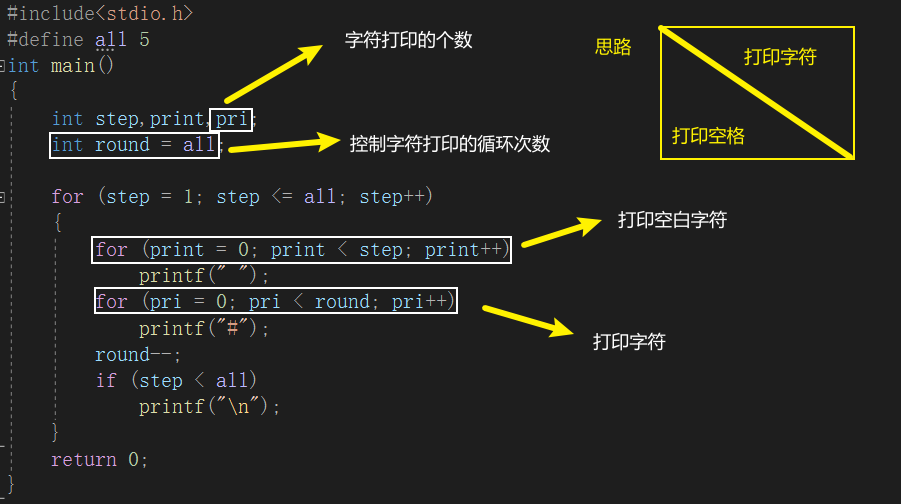 #include<stdio.h>
#define all 5
int main()
{
int step,print,pri;
int round = all;
for (step = 1; step <= all; step++)
{
for (print = 0; print < step; print++)
printf(" ");
for (pri = 0; pri < round; pri++)
printf("#");
round--;
if (step < all)
printf("\n");
}
return 0;
}
字符打印的个数
控制字符打印的循环次数
打印空白字符
打印字符
思路
打印字符
打印空格